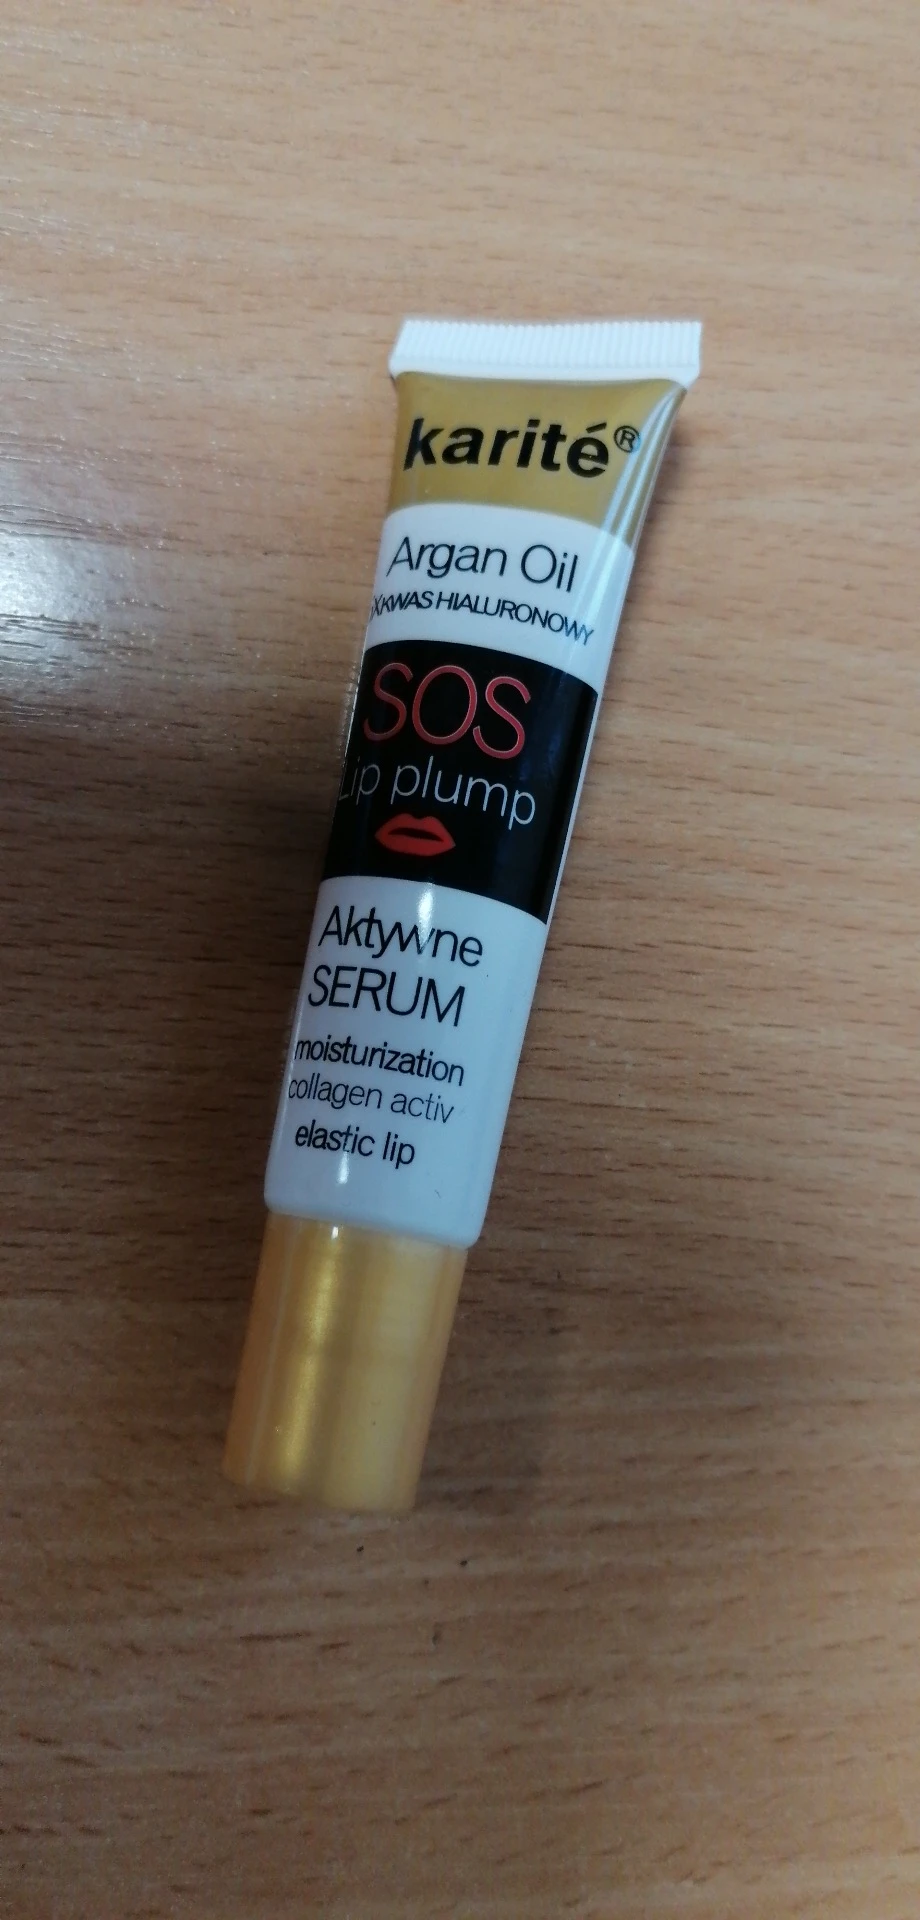 karité®
Argan Oil
KWAS HIALURONOWY
SOS
Lip plump
Aktywne
SERUM
moisturization
collagen activ
elastic lip